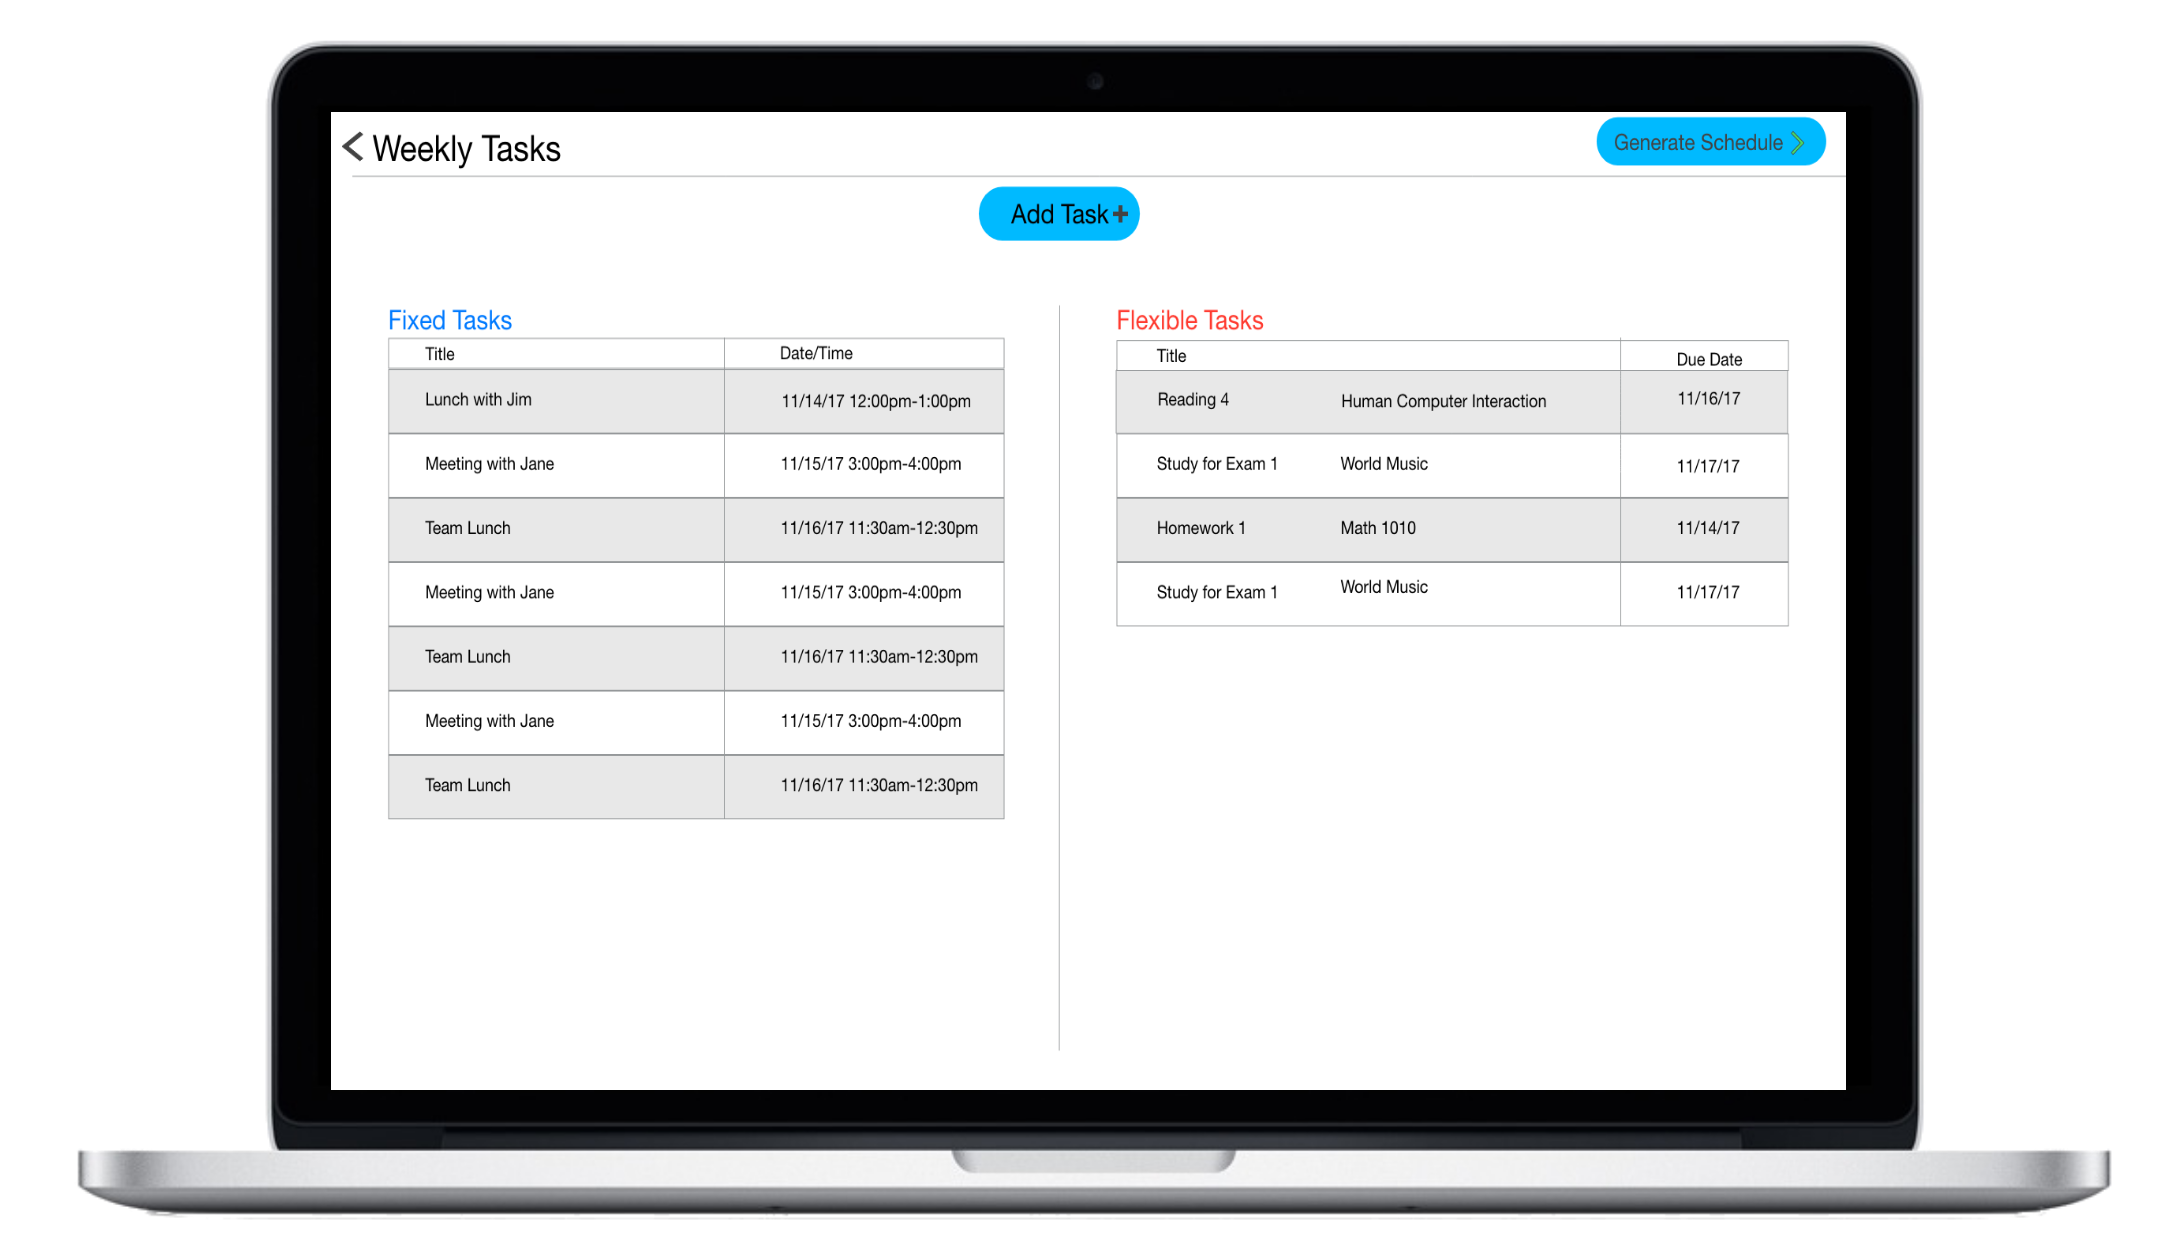 Weekly Tasks
Generate Schedule
Add Task+
Fixed Tasks
Title Date/Time
Lunch with Jim 11/14/17 12:00pm-1:00pm
Meeting with Jane 11/15/17 3:00pm-4:00pm
Team Lunch 11/16/17 11:30am-12:30pm
Meeting with Jane 11/15/17 3:00pm-4:00pm
Team Lunch 11/16/17 11:30am-12:30pm
Meeting with Jane 11/15/17 3:00pm-4:00pm
Team Lunch 11/16/17 11:30am-12:30pm
Flexible Tasks
Title Due Date
Reading 4 Human Computer Interaction 11/16/17
Study for Exam 1 World Music 11/17/17
Homework 1 Math 1010 11/14/17
Study for Exam 1 World Music 11/17/17